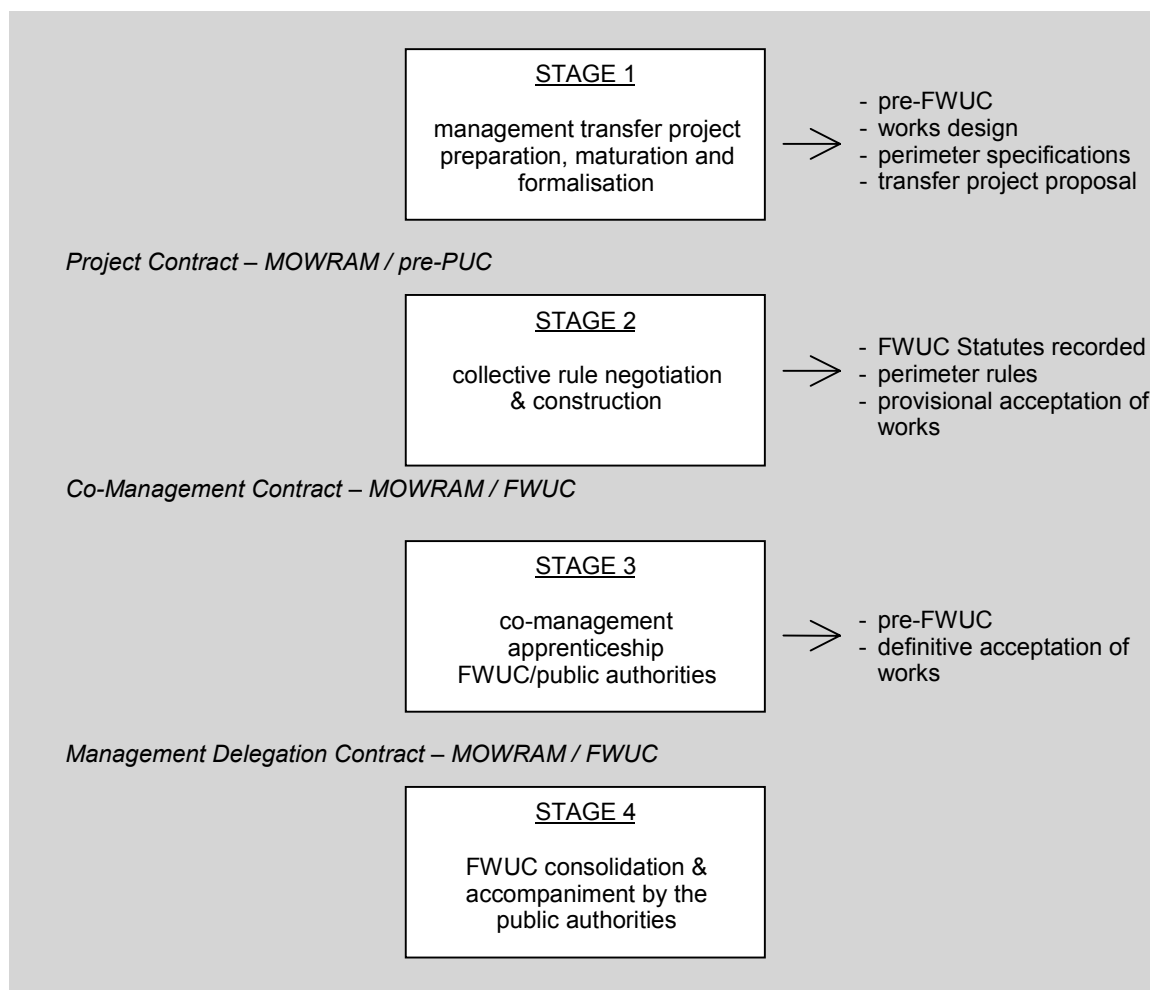 STAGE 1
management transfer project
preparation, maturation and
formalisation
- pre-FWUC
- works design
- perimeter specifications
- transfer project proposal
Project Contract – MOWRAM / pre-PUC
STAGE 2
collective rule negotiation
& construction
- FWUC Statutes recorded
- perimeter rules
- provisional acceptation of
works
Co-Management Contract – MOWRAM / FWUC
STAGE 3
co-management
apprenticeship
FWUC/public authorities
- pre-FWUC
- definitive acceptation of
works
Management Delegation Contract – MOWRAM / FWUC
STAGE 4
FWUC consolidation &
accompaniment by the
public authorities